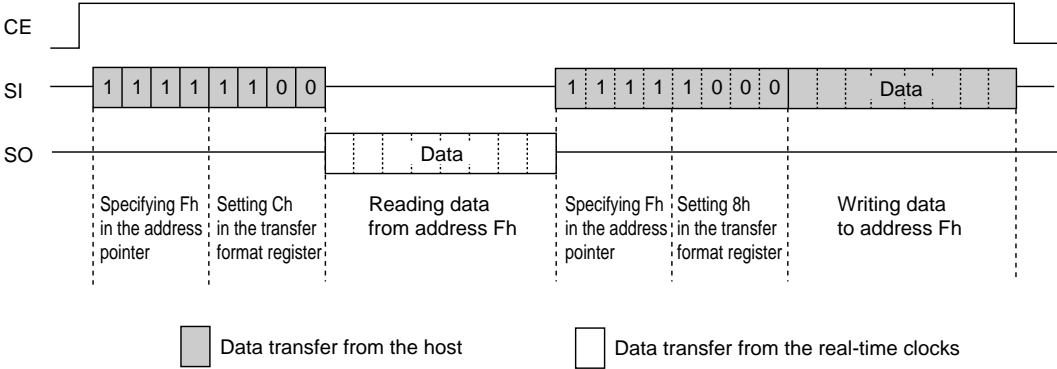 CE
SI
1 1 1 1 1 1 0 0
1 1 1 1 1 0 0 0
Data
SO
Data
Specifying Fh
in the address
pointer
Setting Ch
in the transfer
format register
Reading data
from address Fh
Specifying Fh
in the address
pointer
Setting 8h
in the transfer
format register
Writing data
to address Fh
Data transfer from the host
Data transfer from the real-time clocks